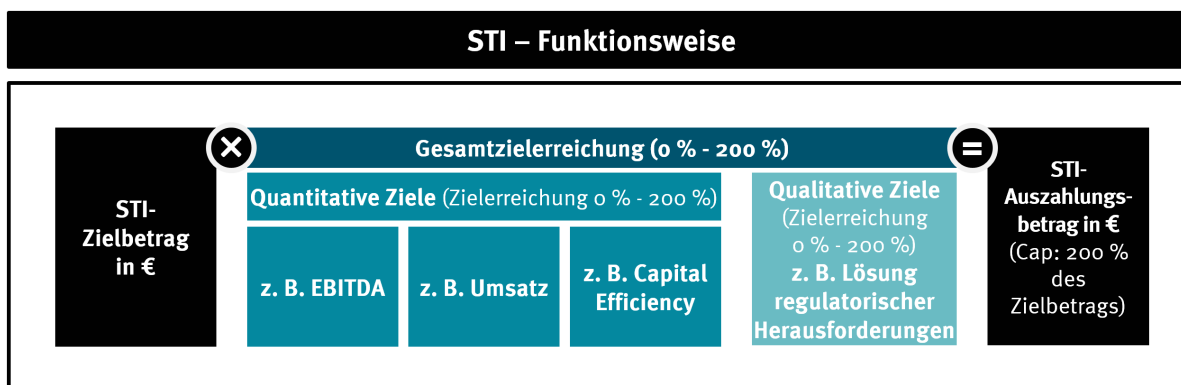 STI – Funktionsweise
STI-
Zielbetrag
in €
×
Gesamtzielerreichung (0 % - 200 %)
=
Quantitative Ziele (Zielerreichung 0 % - 200 %)
z. B. EBITDA
z. B. Umsatz
z. B. Capital
Efficiency
Qualitative Ziele
(Zielerreichung
0 % - 200 %)
z. B. Lösung
regulatorischer
Herausforderungen
STI-
Auszahlungs-
betrag in €
(Cap: 200 %
des
Zielbetrags)